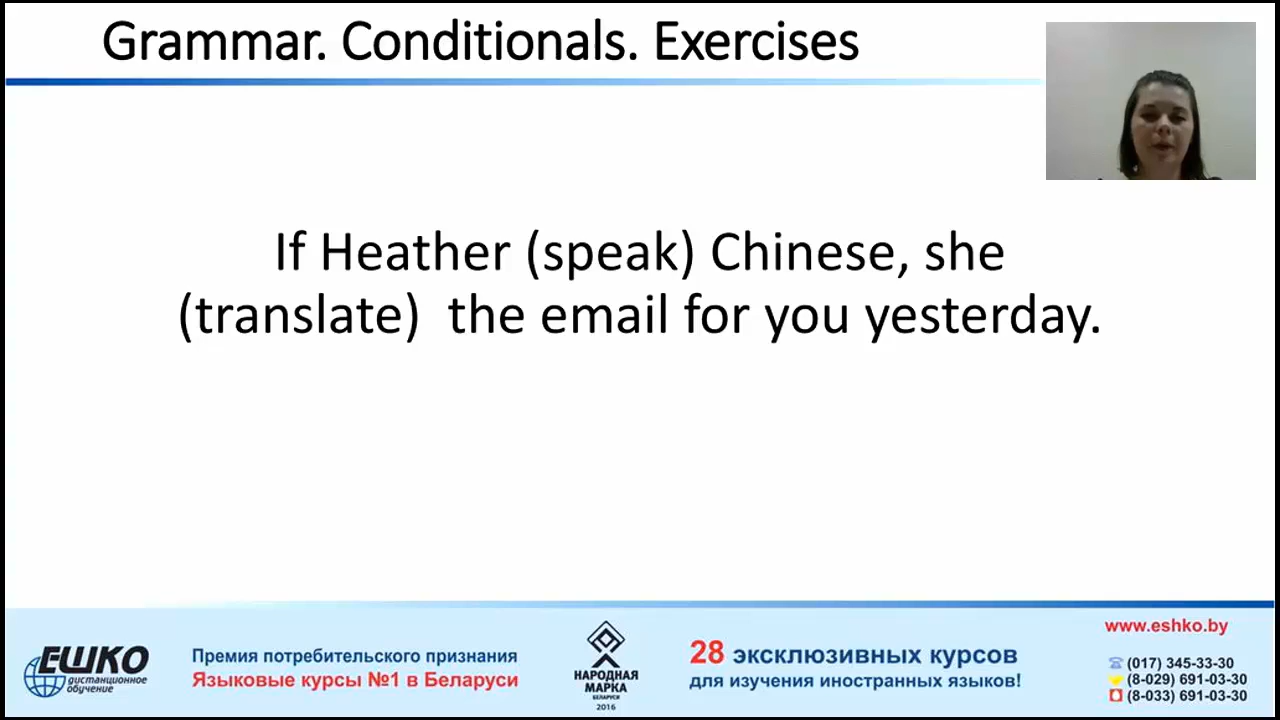 Grammar. Conditionals. Exercises
If Heather (speak) Chinese, she
(translate)  the email for you yesterday.
ЕШКО
дистанционное
обучение
Премия потребительского признания
Языковые курсы №1 в Беларуси
НАРОДНАЯ
МАРКА
БЕЛАРУСИ
2016
28 эксклюзивных курсов
для изучения иностранных языков!
www.eshko.by
(017) 345-33-30
(8-029) 691-03-30
(8-033) 691-03-30